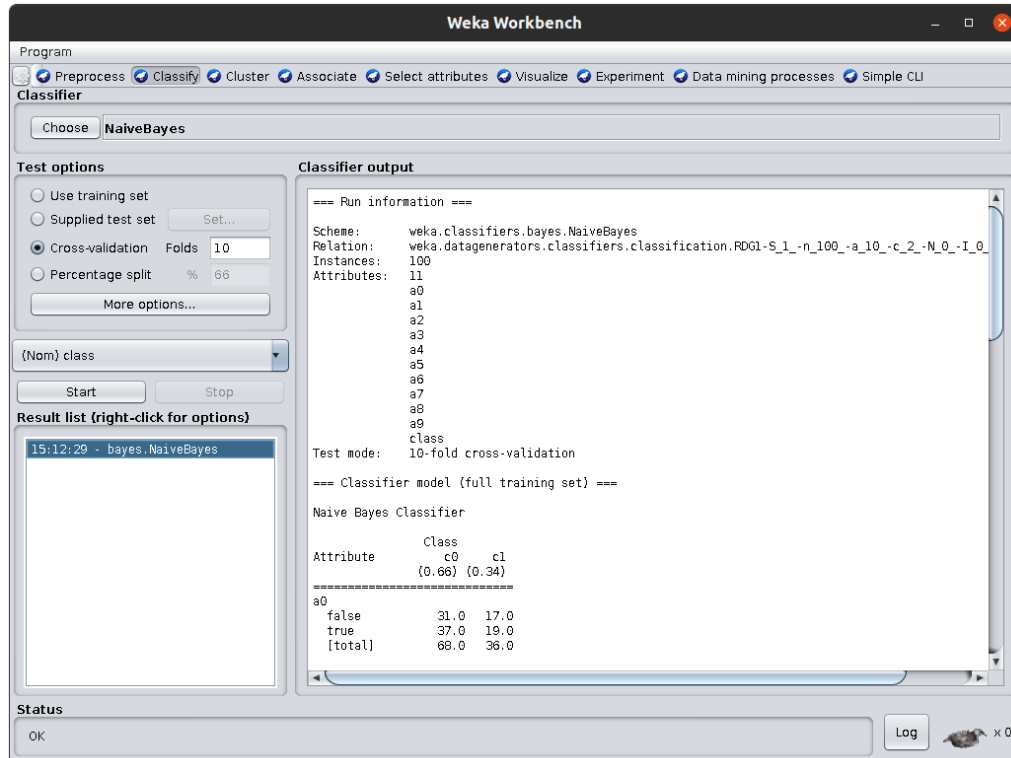 Weka Workbench
Program
Preprocess Classify Cluster Associate Select attributes Visualize Experiment Data mining processes Simple CLI
Classifier
Choose NaiveBayes
Test options
Use training set
Supplied test set Set...
Cross-validation Folds 10
Percentage split % 66
More options...
(Nom) class
Start Stop
Result list (right-click for options)
15:12:29 - bayes.NaiveBayes
Classifier output
=== Run information ===
Scheme: weka.classifiers.bayes.NaiveBayes
Relation: weka.datagenerators.classifiers.classification.RDG1-S_1_-n_100_-a_10_-c_2_-N_0_-I_0_
Instances: 100
Attributes: 11
a0
a1
a2
a3
a4
a5
a6
a7
a8
a9
class
Test mode: 10-fold cross-validation
=== Classifier model (full training set) ===
Naive Bayes Classifier
Class
Attribute c0 c1
(0.66) (0.34)
=============================
a0
false 31.0 17.0
true 37.0 19.0
[total] 68.0 36.0
Status
OK
Log x 0